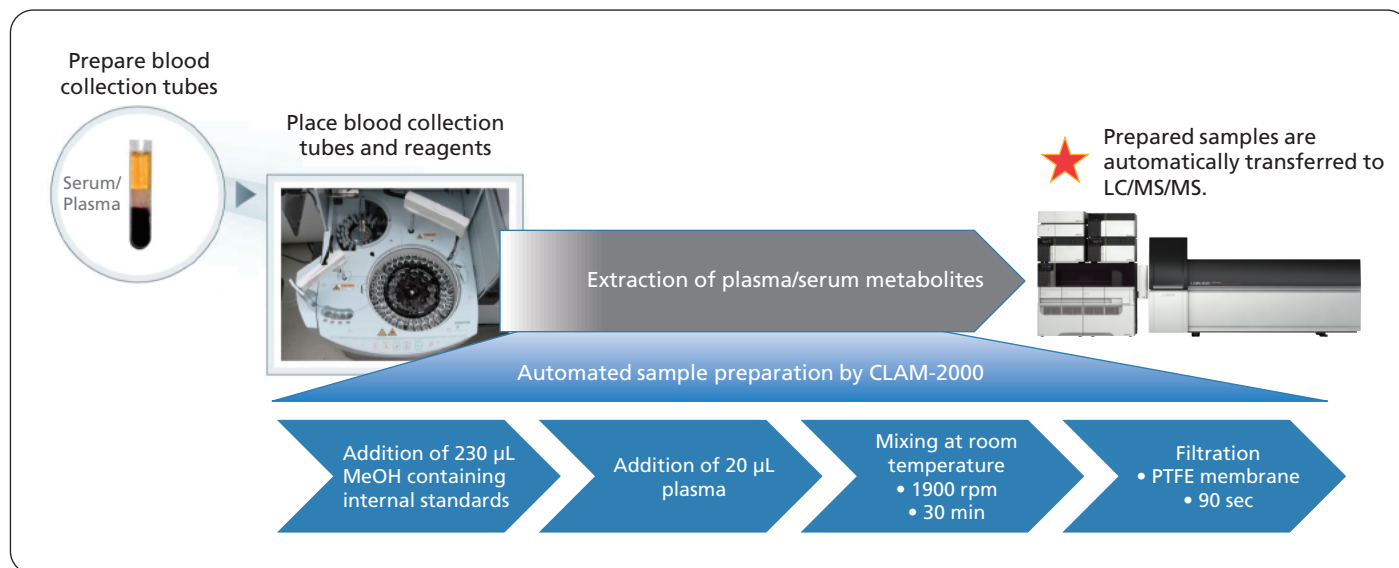 Prepare blood
collection tubes
Serum/
Plasma
Place blood collection
tubes and reagents
Prepared samples are
automatically transferred to
LC/MS/MS.
Extraction of plasma/serum metabolites
Automated sample preparation by CLAM-2000
Addition of 230 µL
MeOH containing
internal standards
Addition of 20 µL
plasma
Mixing at room
temperature
• 1900 rpm
• 30 min
Filtration
• PTFE membrane
• 90 sec